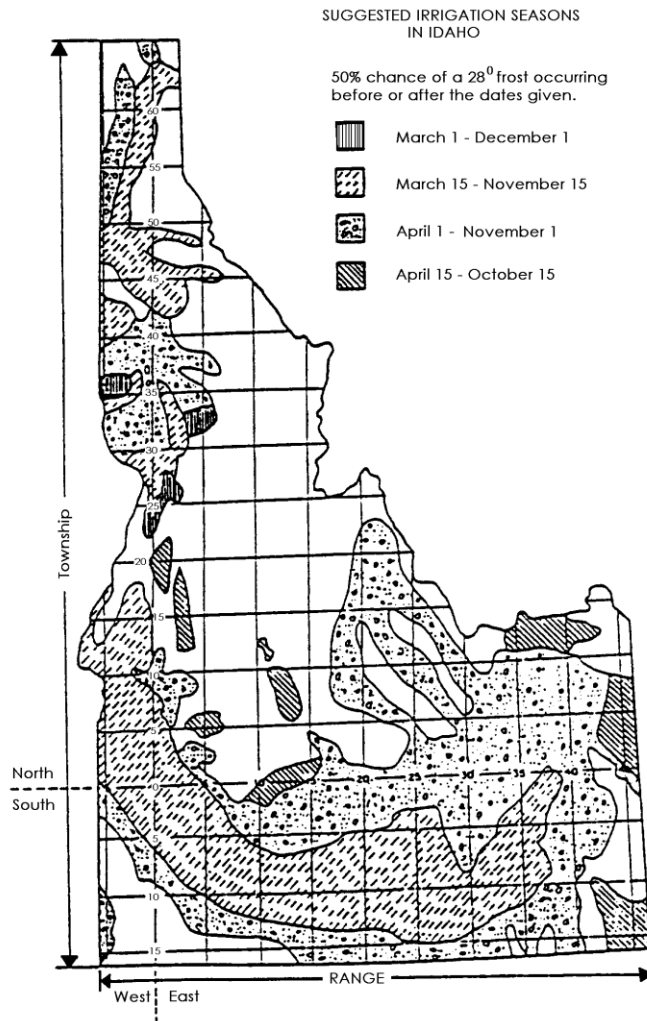 SUGGESTED IRRIGATION SEASONS
IN IDAHO
50% chance of a 28⁰ frost occurring
before or after the dates given.
March 1 - December 1
March 15 - November 15
April 1 - November 1
April 15 - October 15
60
55
50
45
40
35
30
25
20
15
10
5
0
5
10
15
10
20
25
30
35
40
Township
North
South
RANGE
West
East